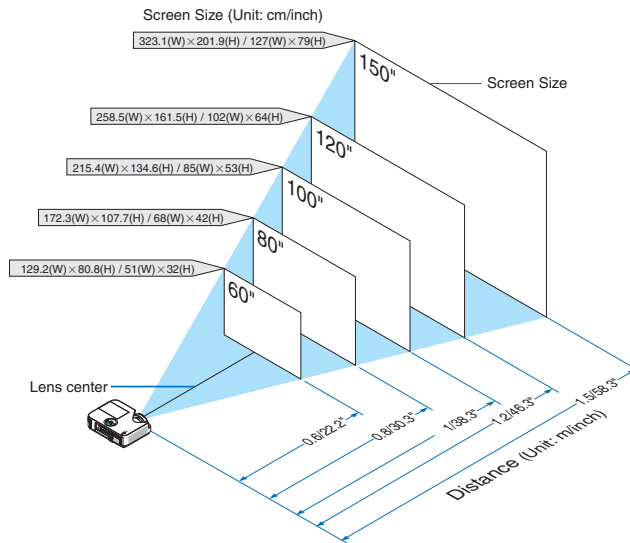 Screen Size (Unit: cm/inch)
323.1(W)×201.9(H) / 127(W)×79(H)
150"
Screen Size
258.5(W)×161.5(H) / 102(W)×64(H)
120"
215.4(W)×134.6(H) / 85(W)×53(H)
100"
172.3(W)×107.7(H) / 68(W)×42(H)
80"
129.2(W)×80.8(H) / 51(W)×32(H)
60"
Lens center
0.6/22.2"
0.8/30.3"
1/38.3"
1.2/46.3"
1.5/58.3"
Distance (Unit: m/inch)